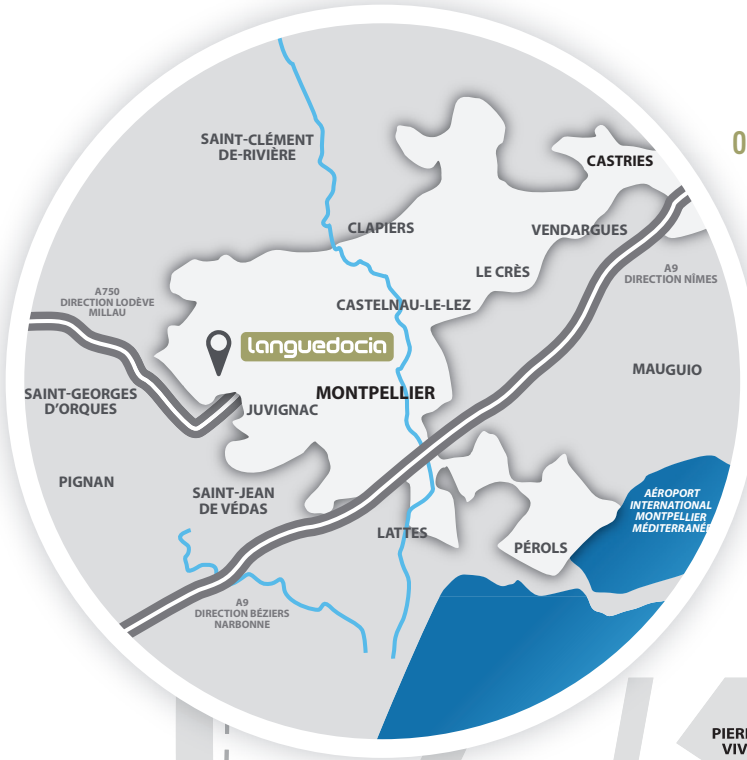 SAINT-CLÉMENT
DE-RIVIÈRE
CASTRIES
CLAPIERS
VENDARGUES
LE CRÈS
A9
DIRECTION NÎMES
A750
DIRECTION LODÈVE
MILLAU
CASTELNAU-LE-LEZ
languedocia
MAUGUIO
SAINT-GEORGES
D'ORQUES
MONTPELLIER
JUVIGNAC
PIGNAN
SAINT-JEAN
DE VÉDAS
AÉROPORT
INTERNATIONAL
MONTPELLIER
MÉDITERRANÉE
LATTES
PÉROLS
A9
DIRECTION BÉZIERS
NARBONNE